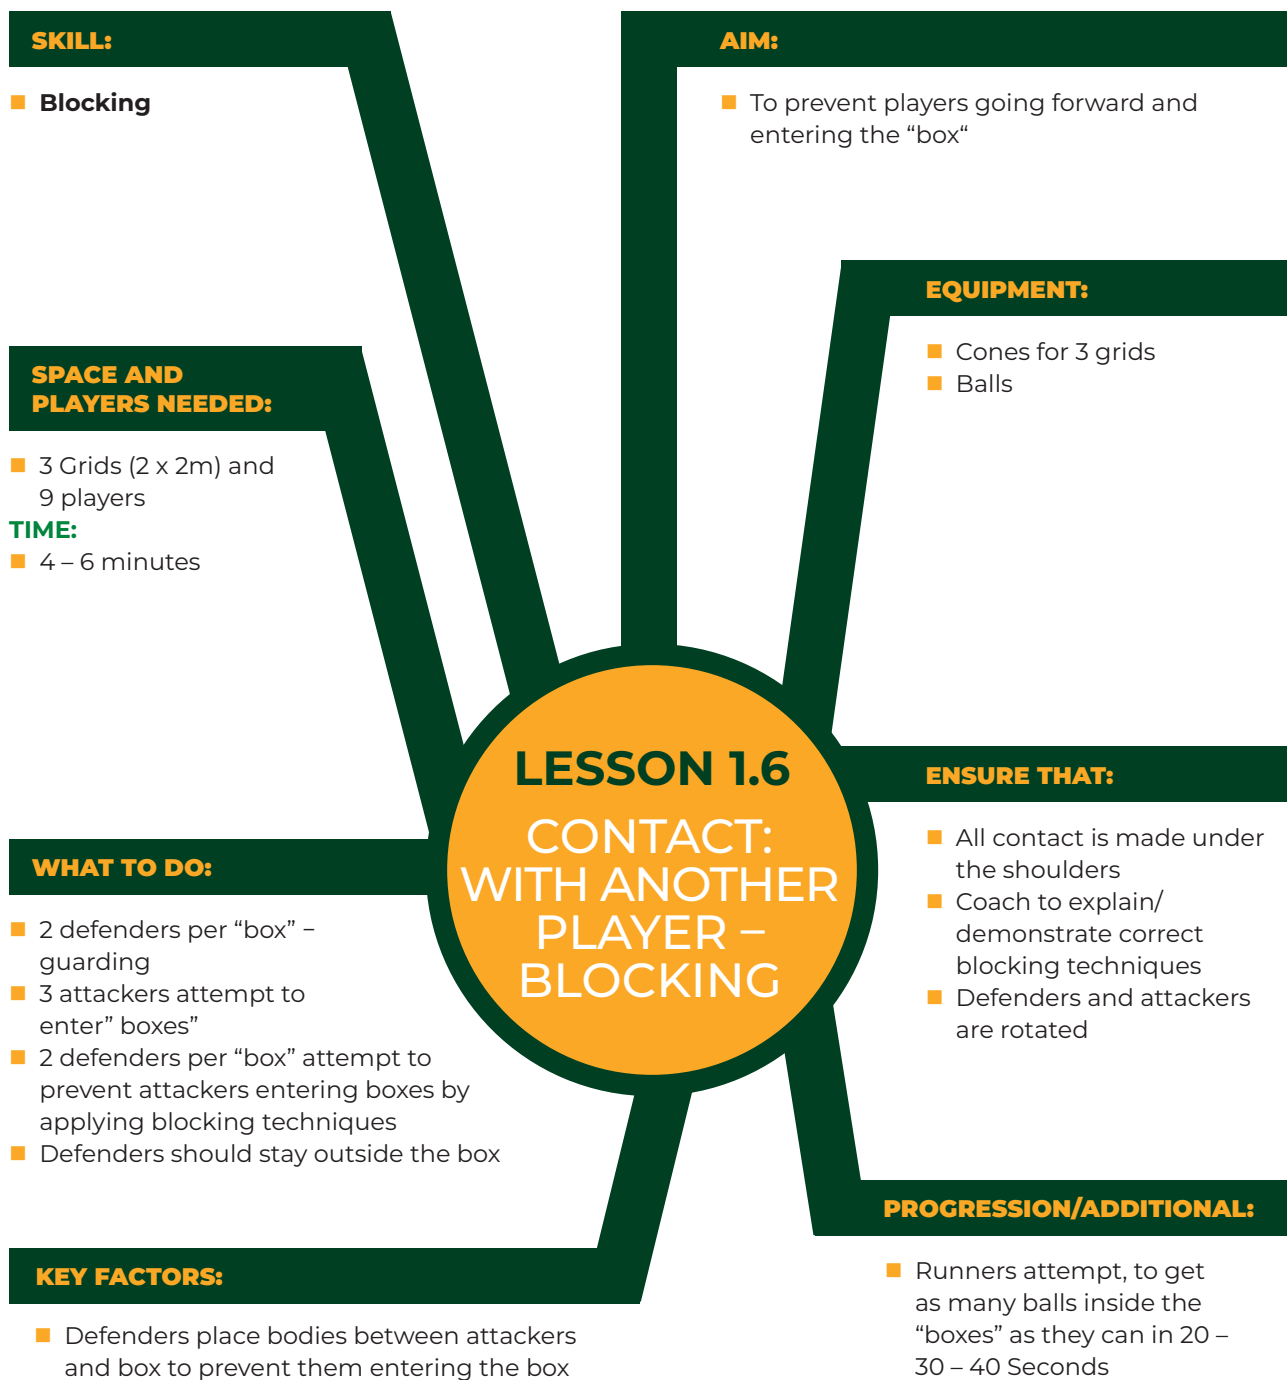 SKILL:
■ Blocking
AIM:
■ To prevent players going forward and
entering the “box“
EQUIPMENT:
■ Cones for 3 grids
■ Balls
SPACE AND
PLAYERS NEEDED:
■ 3 Grids (2 x 2m) and
9 players
TIME:
■ 4 – 6 minutes
LESSON 1.6
CONTACT:
WITH ANOTHER
PLAYER –
BLOCKING
ENSURE THAT:
■ All contact is made under
the shoulders
■ Coach to explain/
demonstrate correct
blocking techniques
■ Defenders and attackers
are rotated
WHAT TO DO:
■ 2 defenders per “box” –
guarding
■ 3 attackers attempt to
enter” boxes”
■ 2 defenders per “box” attempt to
prevent attackers entering boxes by
applying blocking techniques
■ Defenders should stay outside the box
PROGRESSION/ADDITIONAL:
■ Runners attempt, to get
as many balls inside the
“boxes” as they can in 20 –
30 – 40 Seconds
KEY FACTORS:
■ Defenders place bodies between attackers
and box to prevent them entering the box